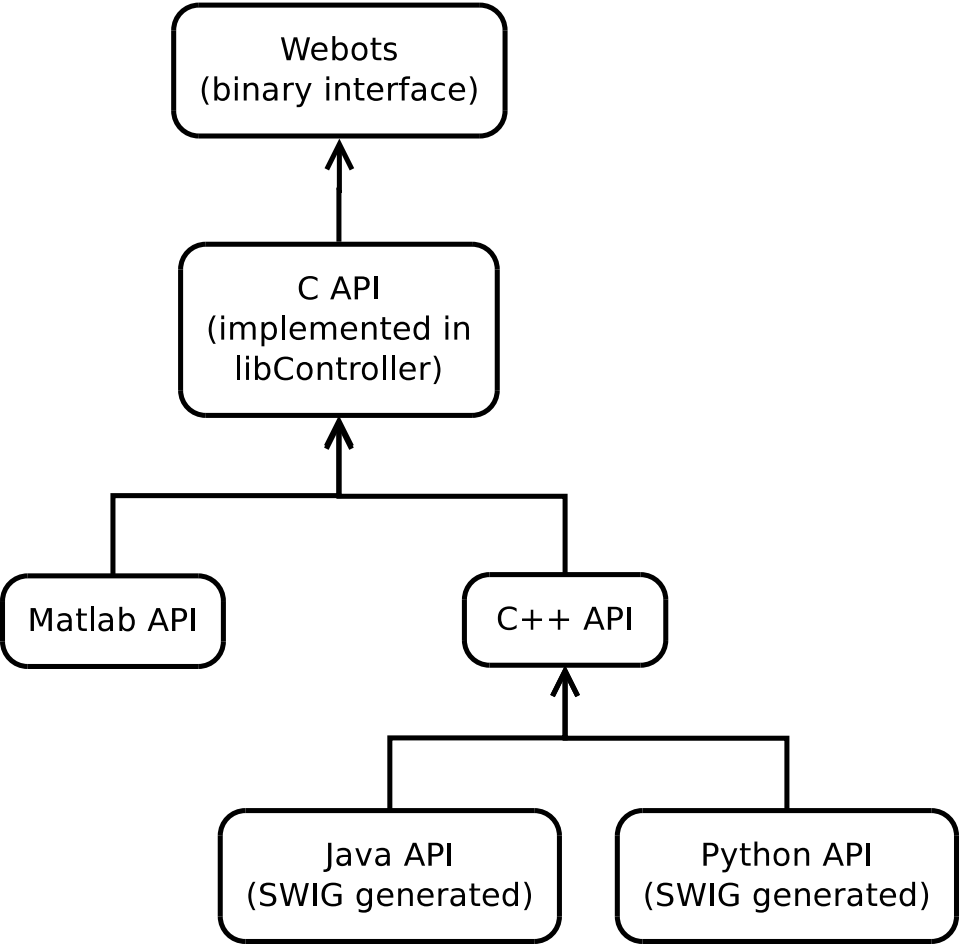 Webots
(binary interface)
C API
(implemented in
libController)
Matlab API
C++ API
Java API
(SWIG generated)
Python API
(SWIG generated)